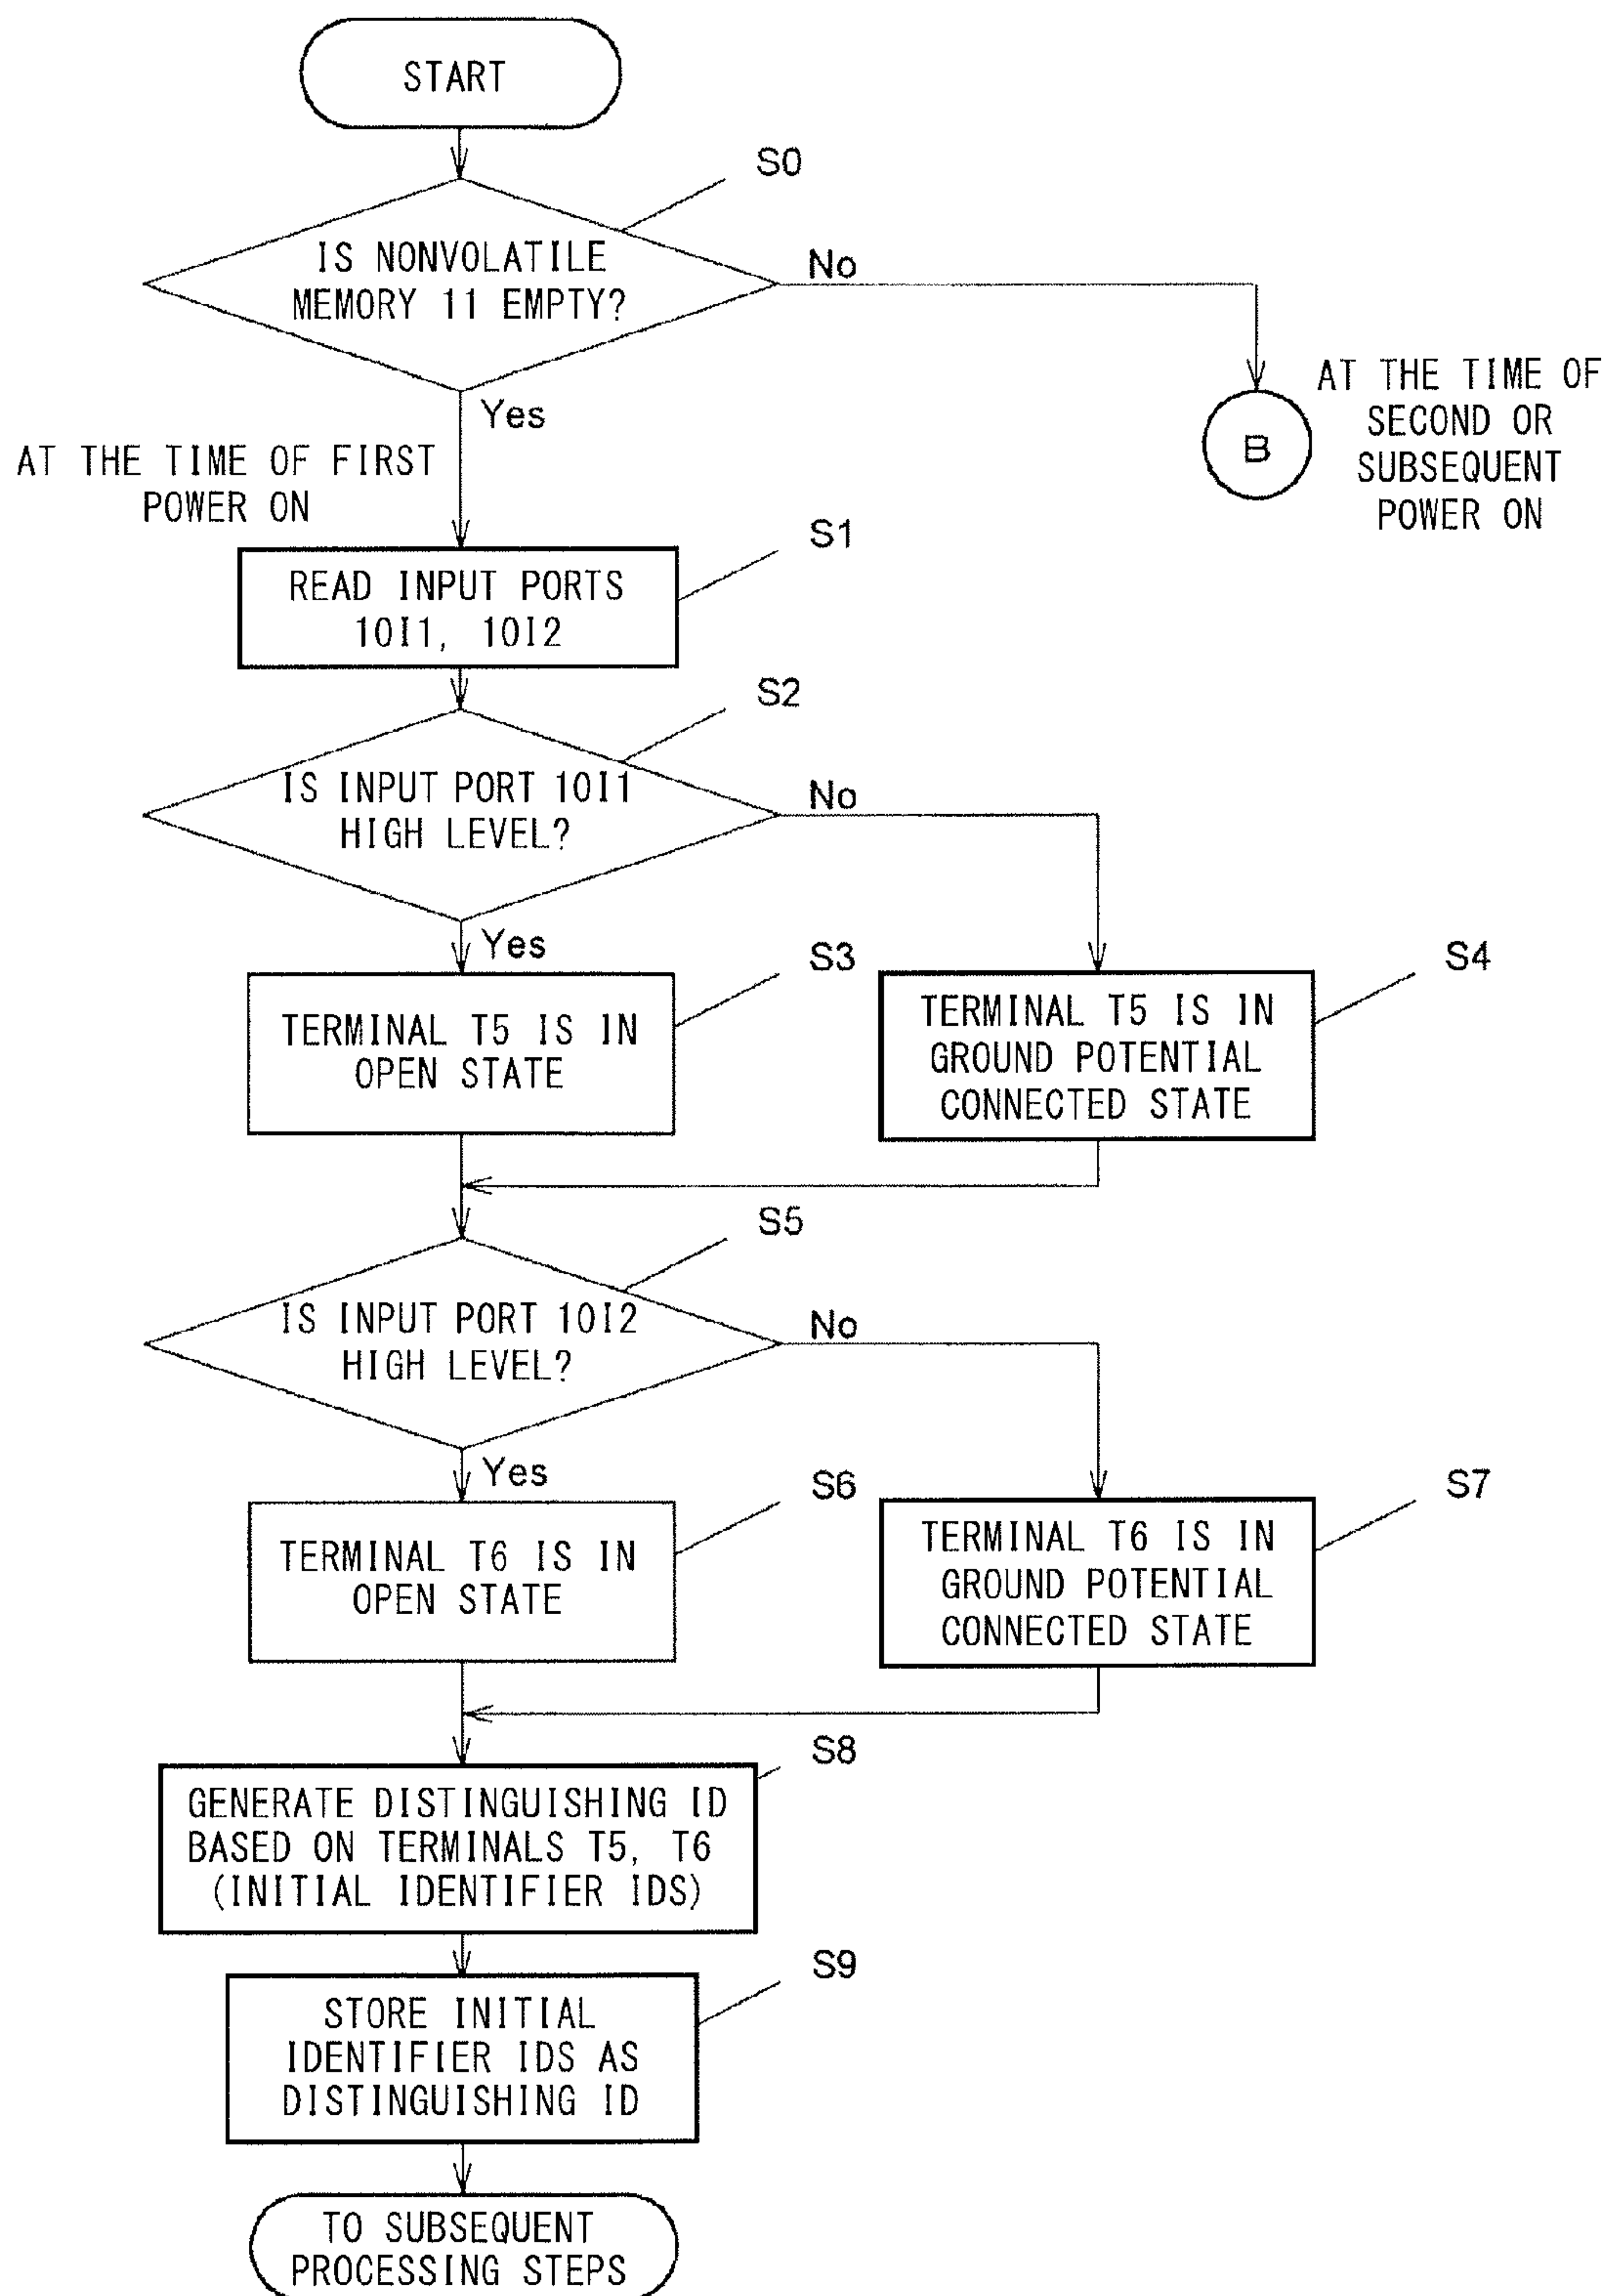 START
S0
IS NONVOLATILE
MEMORY 11 EMPTY?
No
Yes
AT THE TIME OF FIRST
POWER ON
B
AT THE TIME OF
SECOND OR
SUBSEQUENT
POWER ON
S1
READ INPUT PORTS
10I1, 10I2
S2
IS INPUT PORT 10I1
HIGH LEVEL?
No
Yes
S3
TERMINAL T5 IS IN
OPEN STATE
S4
TERMINAL T5 IS IN
GROUND POTENTIAL
CONNECTED STATE
S5
IS INPUT PORT 10I2
HIGH LEVEL?
No
Yes
S6
TERMINAL T6 IS IN
OPEN STATE
S7
TERMINAL T6 IS IN
GROUND POTENTIAL
CONNECTED STATE
S8
GENERATE DISTINGUISHING ID
BASED ON TERMINALS T5, T6
(INITIAL IDENTIFIER IDS)
S9
STORE INITIAL
IDENTIFIER IDS AS
DISTINGUISHING ID
TO SUBSEQUENT
PROCESSING STEPS